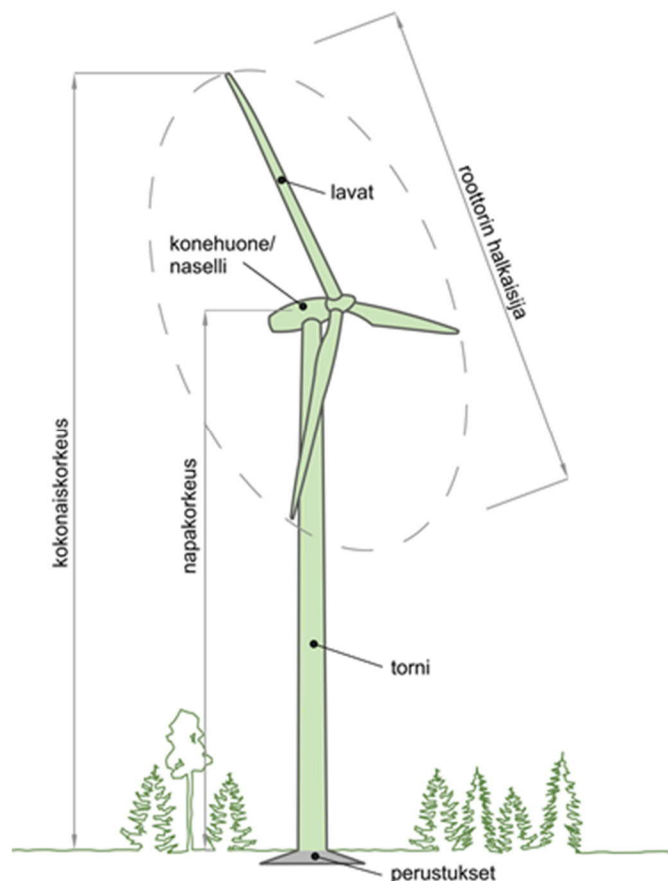 lavat
roottorin halkaisija
konehuone/
naselli
kokonaiskorkeus
napakorkeus
torni
perustukset